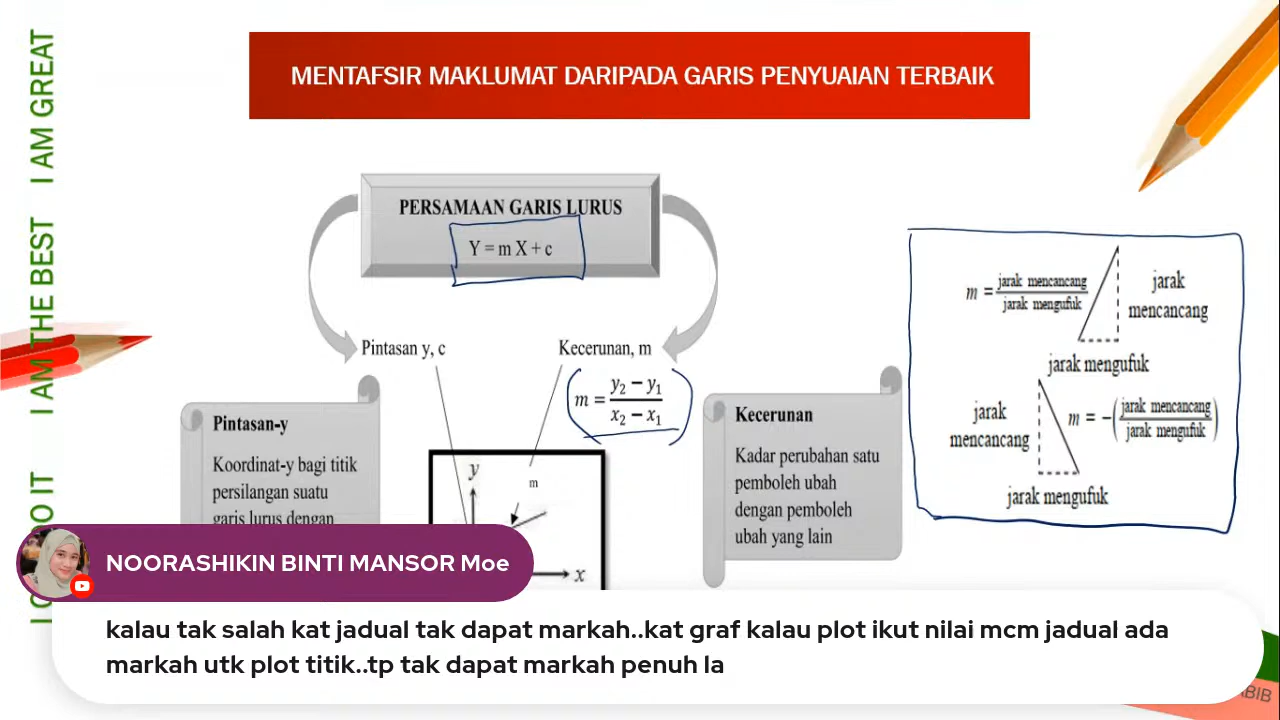 I CAN DO IT I AM THE BEST I AM GREAT
MENTAFSIR MAKLUMAT DARIPADA GARIS PENYUAIAN TERBAIK
PERSAMAAN GARIS LURUS
Y = m X + c
Pintasan y, c
Kecerunan, m
m = y₂ − y₁ / x₂ − x₁
Pintasan-y
Koordinat-y bagi titik
persilangan suatu
garis lurus dengan
y
m
x
Kecerunan
Kadar perubahan satu
pemboleh ubah
dengan pemboleh
ubah yang lain
m = jarak mencancang / jarak mengufuk
jarak
mencancang
jarak mengufuk
jarak
mencancang
m = −(jarak mencancang / jarak mengufuk)
jarak mengufuk
NOORASHIKIN BINTI MANSOR Moe
kalau tak salah kat jadual tak dapat markah..kat graf kalau plot ikut nilai mcm jadual ada
markah utk plot titik..tp tak dapat markah penuh la